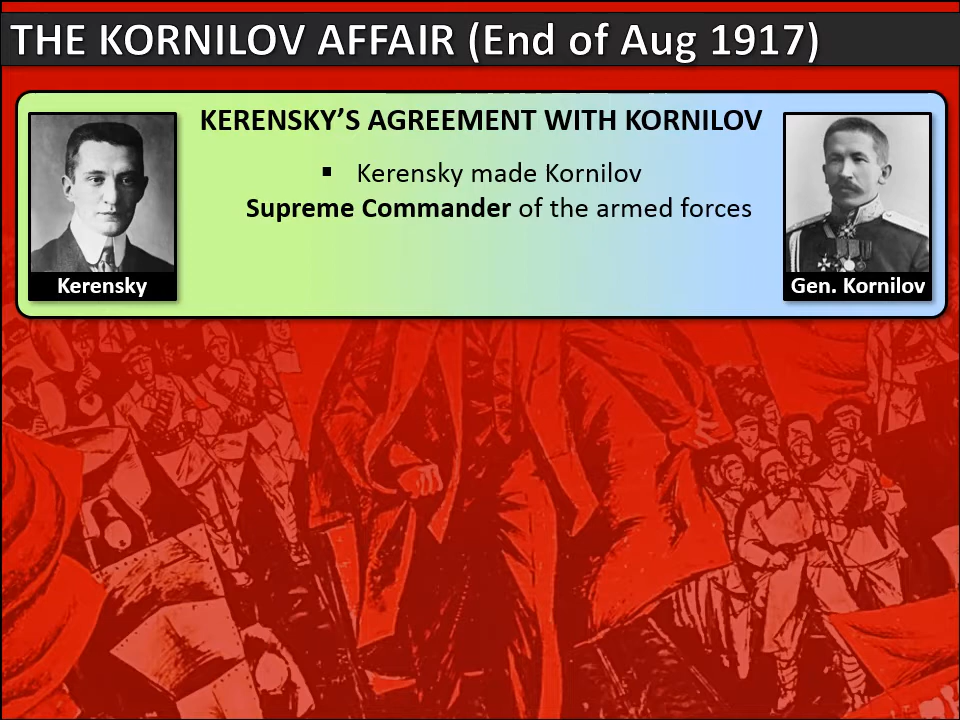 THE KORNILOV AFFAIR (End of Aug 1917)
KERENSKY’S AGREEMENT WITH KORNILOV
▪ Kerensky made Kornilov
Supreme Commander of the armed forces
Kerensky
Gen. Kornilov